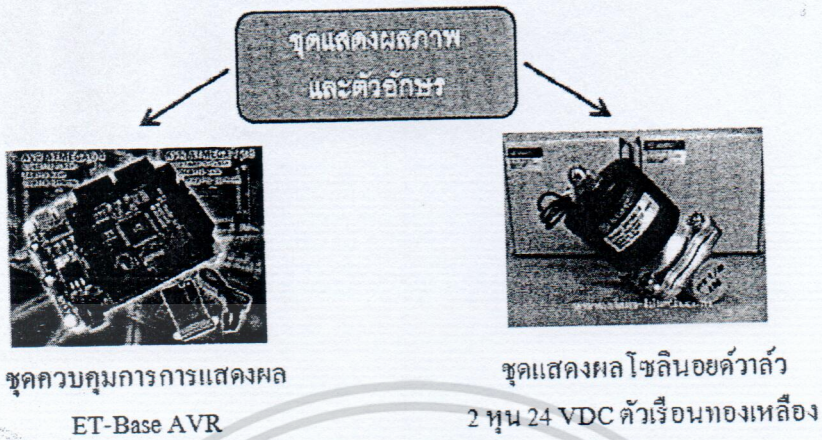 ชุดแสดงผลภาพ
และตัวอักษร
ชุดควบคุมการการแสดงผล
ET-Base AVR
ชุดแสดงผลโซลินอยด์วาล์ว
2 หุน 24 VDC ตัวเรือนทองเหลือง